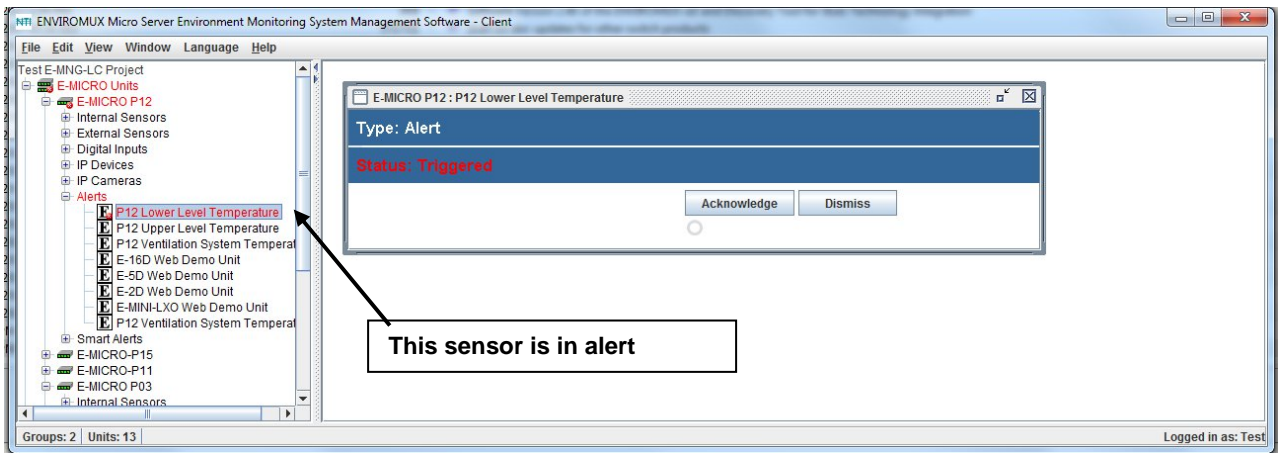 NTI ENVIROMUX Micro Server Environment Monitoring System Management Software - Client
File Edit View Window Language Help
Test E-MNG-LC Project
E-MICRO Units
E-MICRO P12
Internal Sensors
External Sensors
Digital Inputs
IP Devices
IP Cameras
Alerts
E P12 Lower Level Temperature
E P12 Upper Level Temperature
E P12 Ventilation System Temperat
E E-16D Web Demo Unit
E E-5D Web Demo Unit
E E-2D Web Demo Unit
E E-MINI-LXO Web Demo Unit
E P12 Ventilation System Temperat
Smart Alerts
E-MICRO-P15
E-MICRO-P11
E-MICRO P03
Internal Sensors
E-MICRO P12 : P12 Lower Level Temperature
Type: Alert
Status: Triggered
Acknowledge Dismiss
This sensor is in alert
Groups: 2 Units: 13
Logged in as: Test